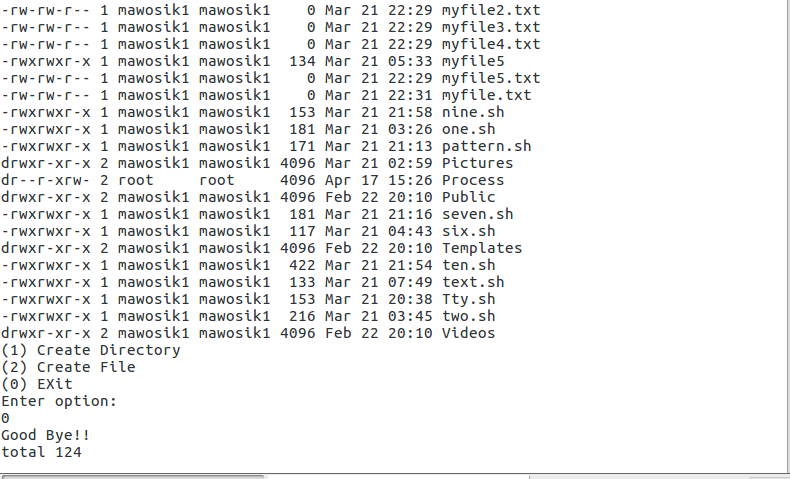 -rw-rw-r-- 1 mawosik1 mawosik1    0 Mar 21 22:29 myfile2.txt
-rw-rw-r-- 1 mawosik1 mawosik1    0 Mar 21 22:29 myfile3.txt
-rw-rw-r-- 1 mawosik1 mawosik1    0 Mar 21 22:29 myfile4.txt
-rwxrwxr-x 1 mawosik1 mawosik1  134 Mar 21 05:33 myfile5
-rw-rw-r-- 1 mawosik1 mawosik1    0 Mar 21 22:29 myfile5.txt
-rw-rw-r-- 1 mawosik1 mawosik1    0 Mar 21 22:31 myfile.txt
-rwxrwxr-x 1 mawosik1 mawosik1  153 Mar 21 21:58 nine.sh
-rwxrwxr-x 1 mawosik1 mawosik1  181 Mar 21 03:26 one.sh
-rwxrwxr-x 1 mawosik1 mawosik1  171 Mar 21 21:13 pattern.sh
drwxr-xr-x 2 mawosik1 mawosik1 4096 Mar 21 02:59 Pictures
dr--r-xrw- 2 root     root     4096 Apr 17 15:26 Process
drwxr-xr-x 2 mawosik1 mawosik1 4096 Feb 22 20:10 Public
-rwxrwxr-x 1 mawosik1 mawosik1  181 Mar 21 21:16 seven.sh
-rwxrwxr-x 1 mawosik1 mawosik1  117 Mar 21 04:43 six.sh
drwxr-xr-x 2 mawosik1 mawosik1 4096 Feb 22 20:10 Templates
-rwxrwxr-x 1 mawosik1 mawosik1  422 Mar 21 21:54 ten.sh
-rwxrwxr-x 1 mawosik1 mawosik1  133 Mar 21 07:49 text.sh
-rwxrwxr-x 1 mawosik1 mawosik1  153 Mar 21 20:38 Tty.sh
-rwxrwxr-x 1 mawosik1 mawosik1  216 Mar 21 03:45 two.sh
drwxr-xr-x 2 mawosik1 mawosik1 4096 Feb 22 20:10 Videos
(1) Create Directory
(2) Create File
(0) EXit
Enter option:
0
Good Bye!!
total 124